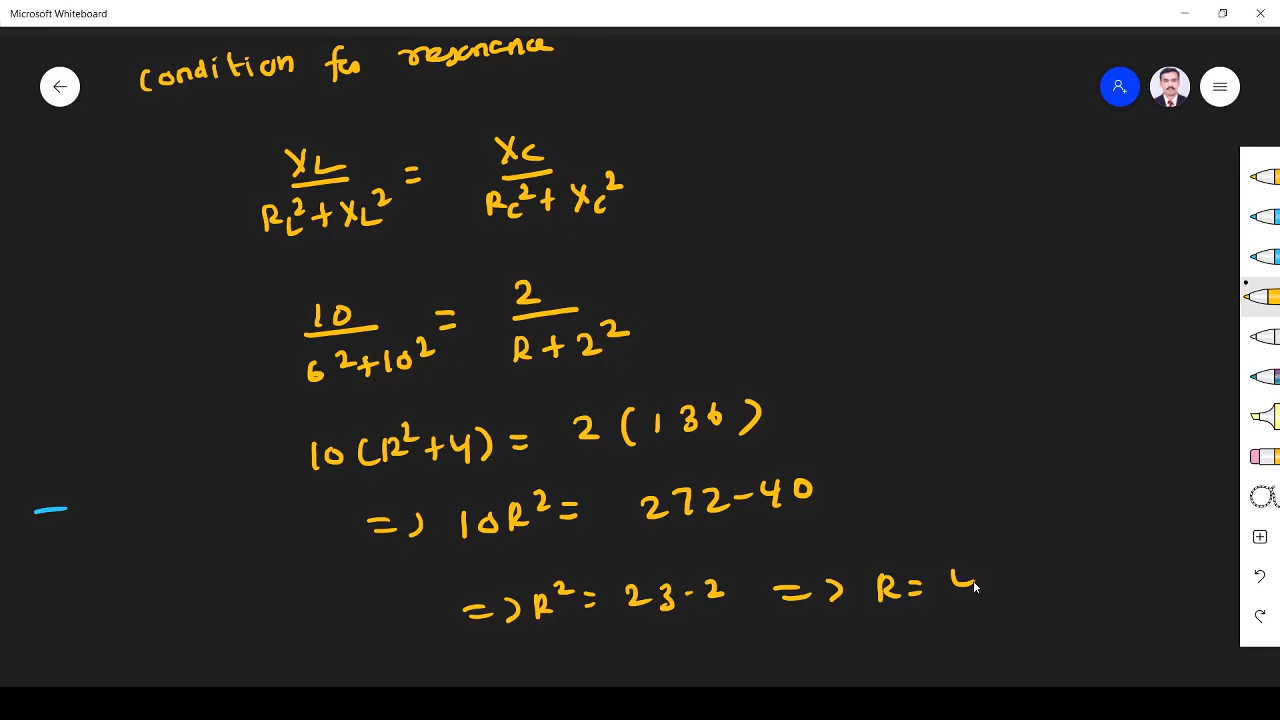 Microsoft Whiteboard
condition for resonance
XL / (RL² + XL²) = XC / (RC² + XC²)
10 / (6² + 10²) = 2 / (R + 2²)
10 (R² + 4) = 2 (136)
=> 10R² = 272 - 40
=> R² = 23.2 => R = 4